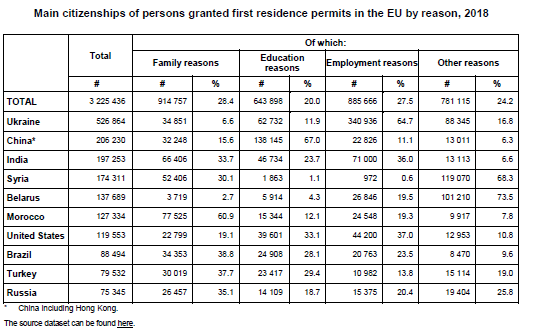 Main citizenships of persons granted first residence permits in the EU by reason, 2018
Of which:
Total Family reasons Education reasons Employment reasons Other reasons
# # % # % # % # %
TOTAL 3 225 436 914 757 28.4 643 898 20.0 885 666 27.5 781 115 24.2
Ukraine 526 864 34 851 6.6 62 732 11.9 340 936 64.7 88 345 16.8
China* 206 230 32 248 15.6 138 145 67.0 22 826 11.1 13 011 6.3
India 197 253 66 406 33.7 46 734 23.7 71 000 36.0 13 113 6.6
Syria 174 311 52 406 30.1 1 863 1.1 972 0.6 119 070 68.3
Belarus 137 689 3 719 2.7 5 914 4.3 26 846 19.5 101 210 73.5
Morocco 127 334 77 525 60.9 15 344 12.1 24 548 19.3 9 917 7.8
United States 119 553 22 799 19.1 39 601 33.1 44 200 37.0 12 953 10.8
Brazil 88 494 34 353 38.8 24 908 28.1 20 763 23.5 8 470 9.6
Turkey 79 532 30 019 37.7 23 417 29.4 10 982 13.8 15 114 19.0
Russia 75 345 26 457 35.1 14 109 18.7 15 375 20.4 19 404 25.8
* China including Hong Kong.
The source dataset can be found here.